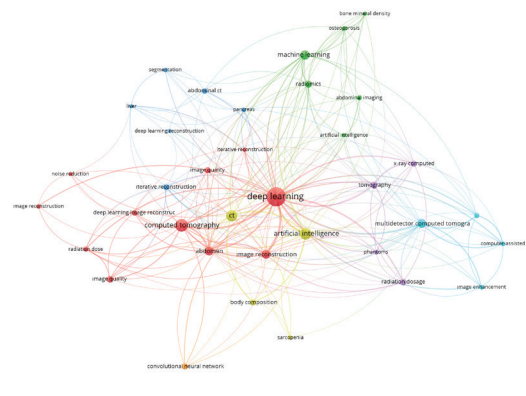 bone mineral density
osteoporosis
machine learning
segmentation
radiomics
abdominal ct
abdominal imaging
liver
pancreas
deep learning reconstruction
artificial intelligence
iterative reconstruction
x-ray computed
noise reduction
image quality
tomography
iterative reconstruction
deep learning
image reconstruction
deep learning image reconstruc
ct
computed tomography
multidetector computed tomogra
artificial intelligence
computer-assisted
radiation dose
abdomen
image reconstruction
phantoms
image quality
radiation dosage
image enhancement
body composition
sarcopenia
convolutional neural network